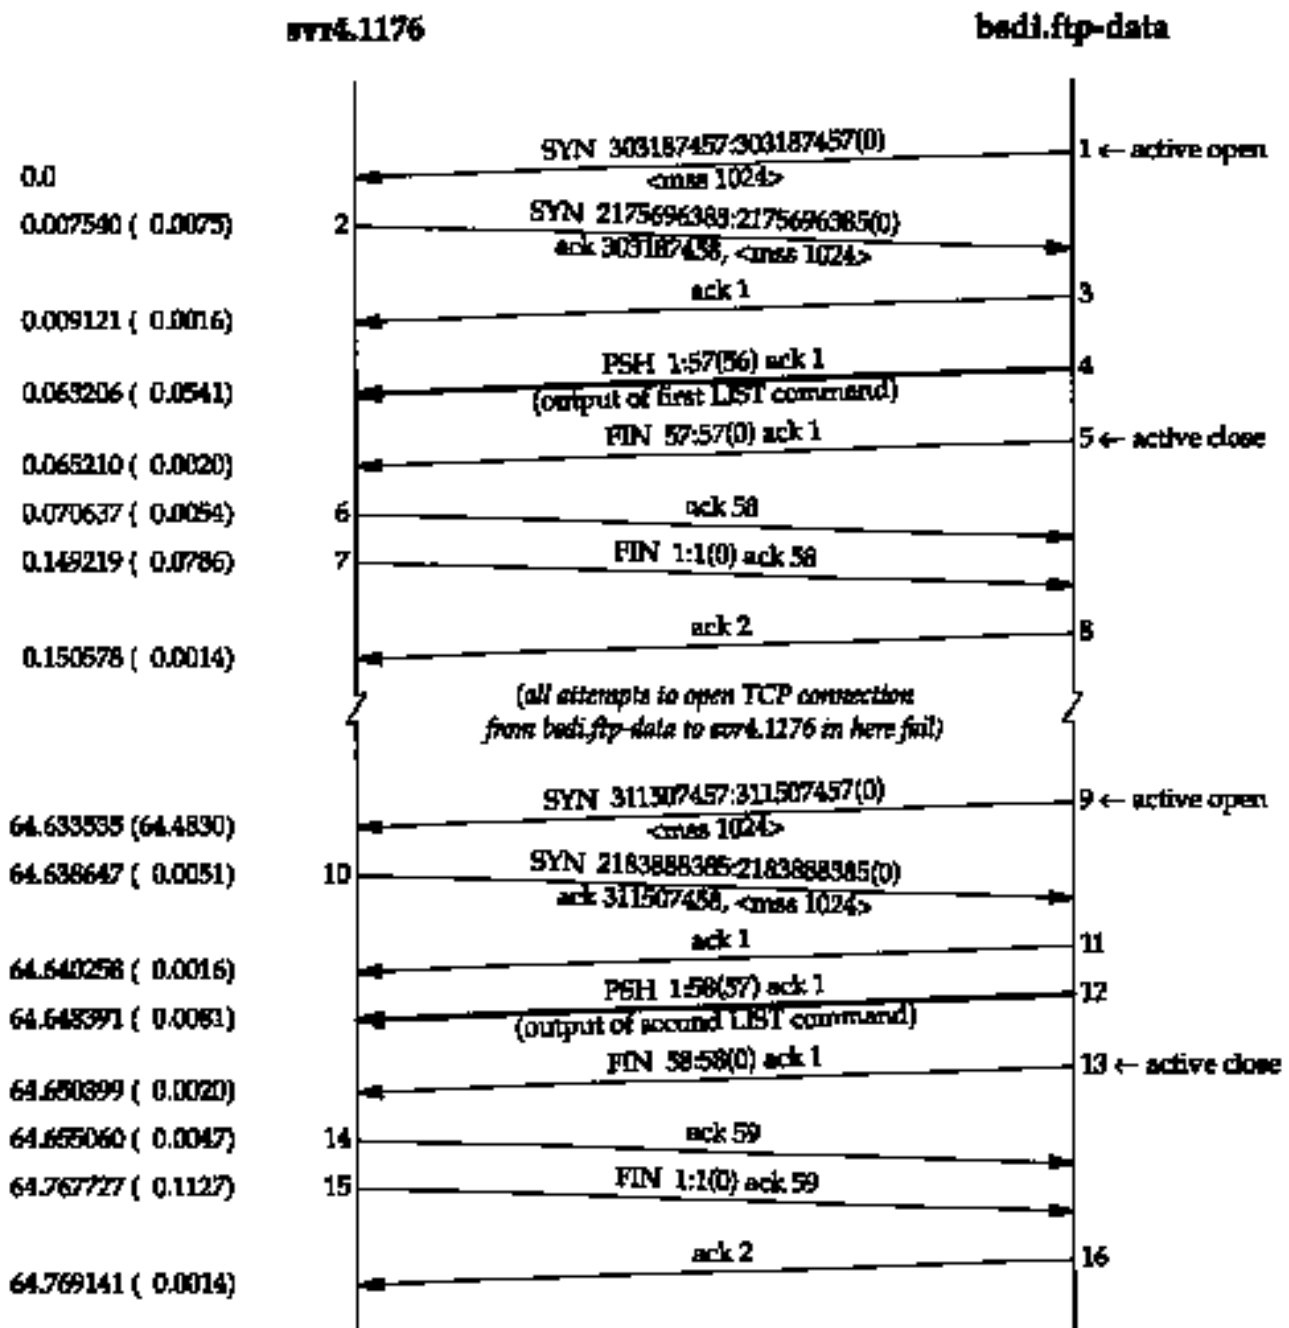 svr4.1176 bsdi.ftp-data
SYN 303187457:303187457(0) 1 ← active open
0.0 <mss 1024>
0.007540 ( 0.0075) 2 SYN 2175696385:2175696385(0)
ack 303187458, <mss 1024>
ack 1 3
0.009121 ( 0.0016)
PSH 1:57(56) ack 1 4
0.063206 ( 0.0541) (output of first LIST command)
FIN 57:57(0) ack 1 5 ← active close
0.065210 ( 0.0020)
0.070637 ( 0.0054) 6 ack 58
0.149219 ( 0.0786) 7 FIN 1:1(0) ack 58
ack 2 8
0.150578 ( 0.0014)
(all attempts to open TCP connection
from bsdi.ftp-data to svr4.1176 in here fail)
SYN 311507457:311507457(0) 9 ← active open
64.633535 (64.4830) <mss 1024>
64.638647 ( 0.0051) 10 SYN 2183888385:2183888385(0)
ack 311507458, <mss 1024>
ack 1 11
64.640258 ( 0.0016)
PSH 1:58(57) ack 1 12
64.648391 ( 0.0081) (output of second LIST command)
FIN 58:58(0) ack 1 13 ← active close
64.650399 ( 0.0020)
64.655060 ( 0.0047) 14 ack 59
64.767727 ( 0.1127) 15 FIN 1:1(0) ack 59
ack 2 16
64.769141 ( 0.0014)